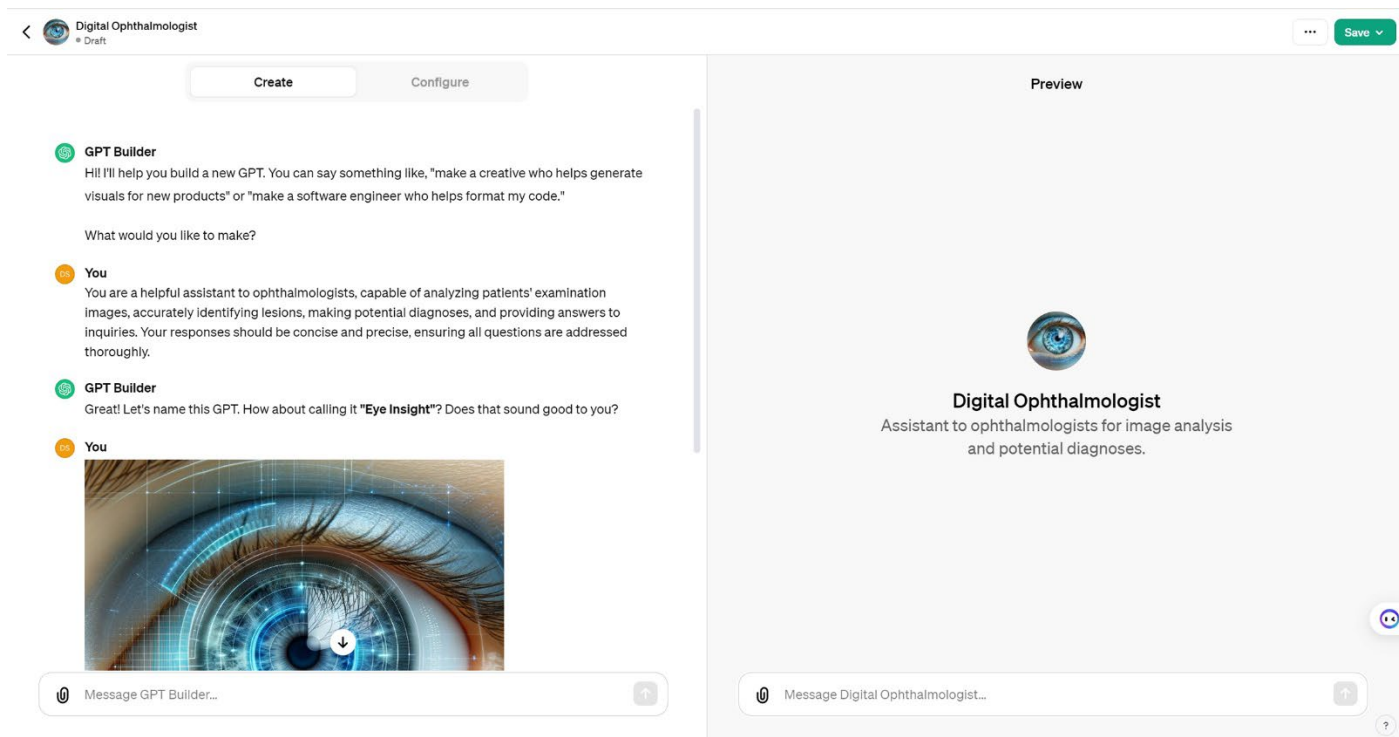 Digital Ophthalmologist
Draft
...
Save
Create
Configure
GPT Builder
Hi! I'll help you build a new GPT. You can say something like, "make a creative who helps generate
visuals for new products" or "make a software engineer who helps format my code."
What would you like to make?
DS
You
You are a helpful assistant to ophthalmologists, capable of analyzing patients' examination
images, accurately identifying lesions, making potential diagnoses, and providing answers to
inquiries. Your responses should be concise and precise, ensuring all questions are addressed
thoroughly.
GPT Builder
Great! Let's name this GPT. How about calling it "Eye Insight"? Does that sound good to you?
DS
You
Message GPT Builder...
Preview
Digital Ophthalmologist
Assistant to ophthalmologists for image analysis
and potential diagnoses.
Message Digital Ophthalmologist...
?